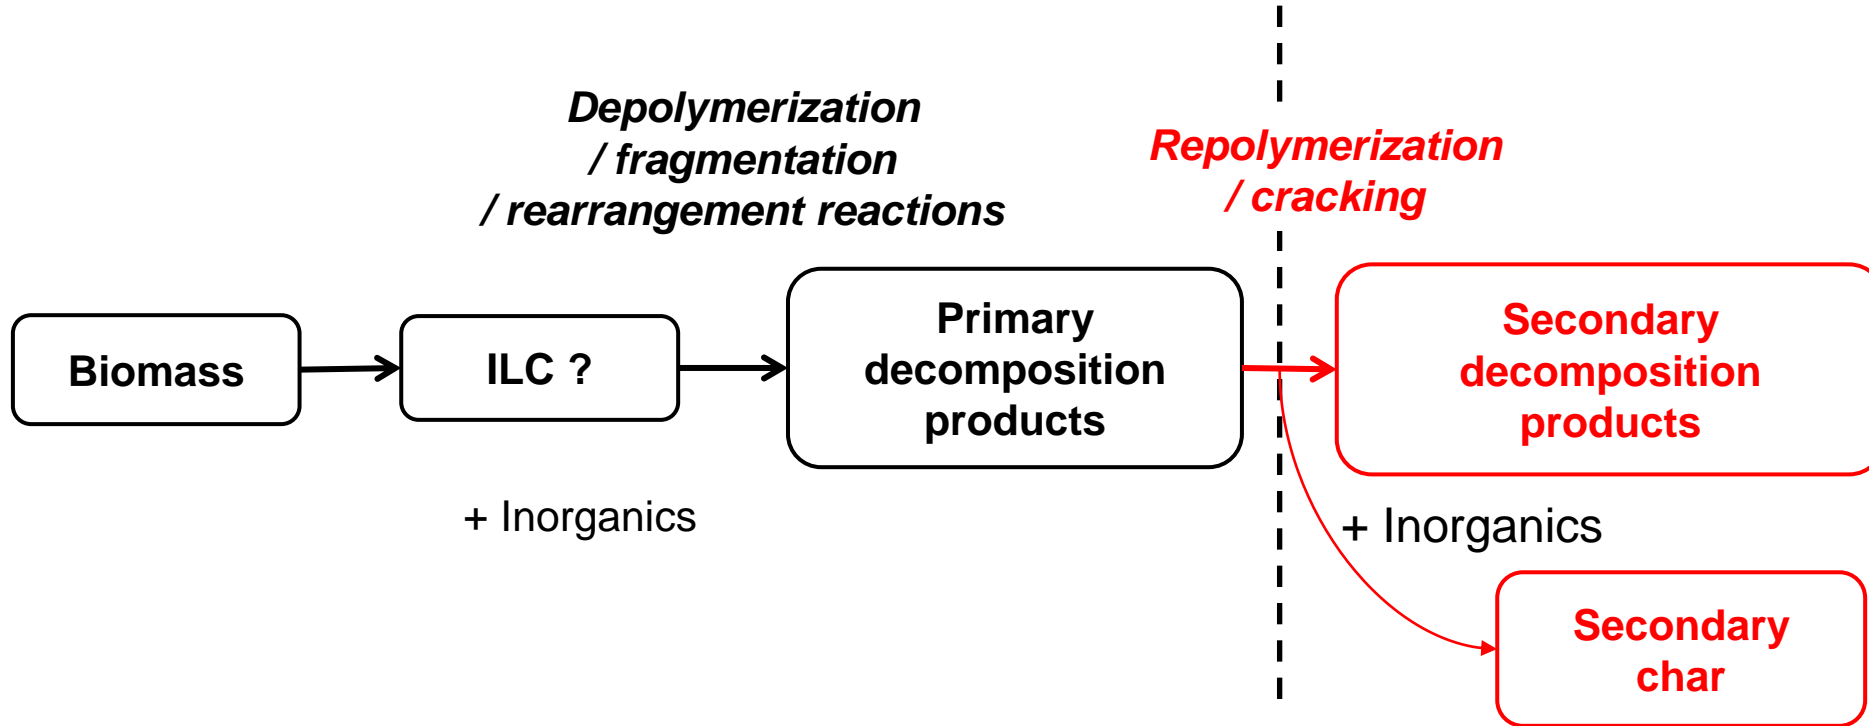 Depolymerization
/ fragmentation
/ rearrangement reactions
Repolymerization
/ cracking
Biomass
ILC ?
Primary
decomposition
products
Secondary
decomposition
products
+ Inorganics
+ Inorganics
Secondary
char